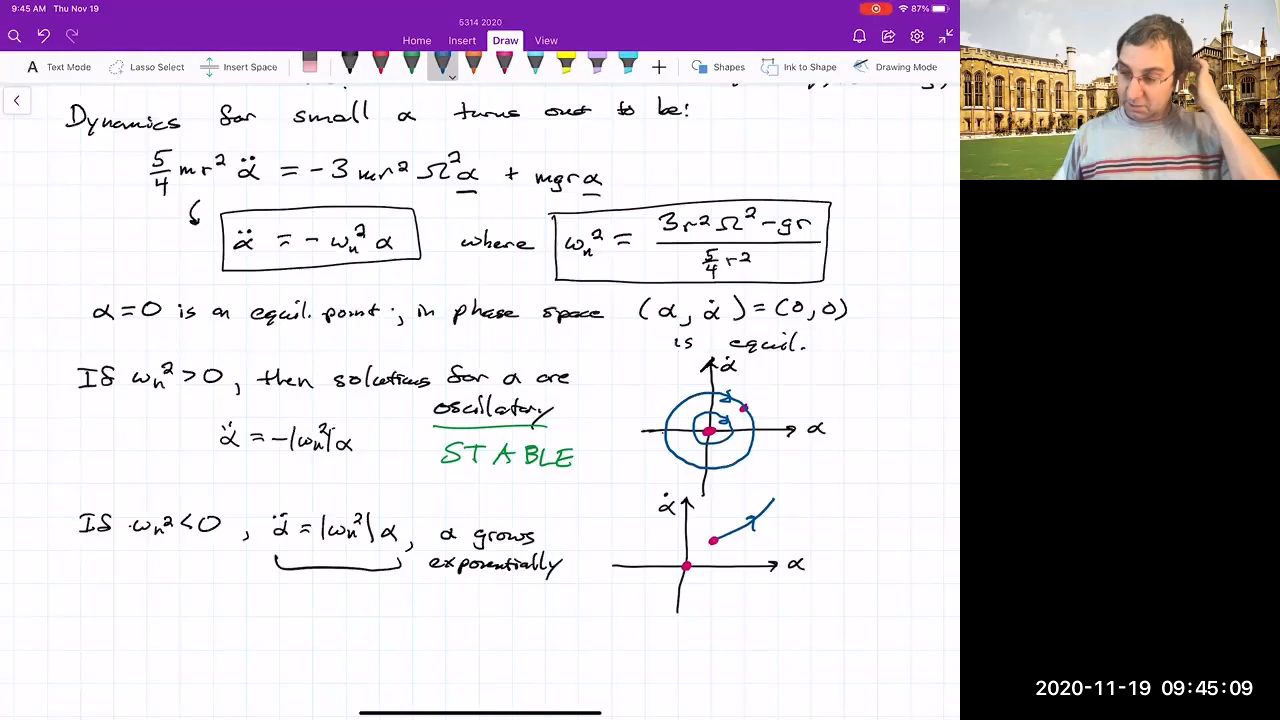 9:45 AM Thu Nov 19
87%
5314 2020
Home Insert Draw View
Text Mode Lasso Select Insert Space Shapes Ink to Shape Drawing Mode
Dynamics for small α turns out to be:
5/4 mr² α̈ = -3 mr² Ω² α + mgr α
α̈ = -ωn² α where ωn² = (3r²Ω² - gr) / (5/4 r²)
α=0 is an equil. point; in phase space (α, α̇) = (0,0)
is equil.
If ωn² > 0, then solutions for α are
oscillatory
α̈ = -|ωn²|α
STABLE
α̇
α
If ωn² < 0, α̈ = |ωn²| α, α grows
exponentially
α̇
α
2020-11-19 09:45:09